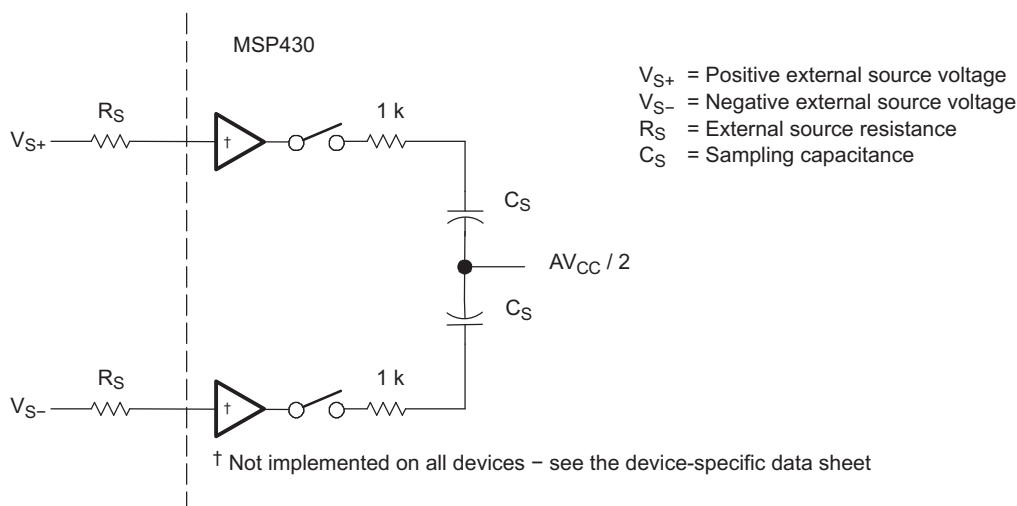 MSP430
V_S+ = Positive external source voltage
V_S− = Negative external source voltage
R_S = External source resistance
C_S = Sampling capacitance
R_S
1 k
V_S+
†
C_S
AV_CC / 2
C_S
R_S
1 k
V_S−
†
† Not implemented on all devices − see the device-specific data sheet